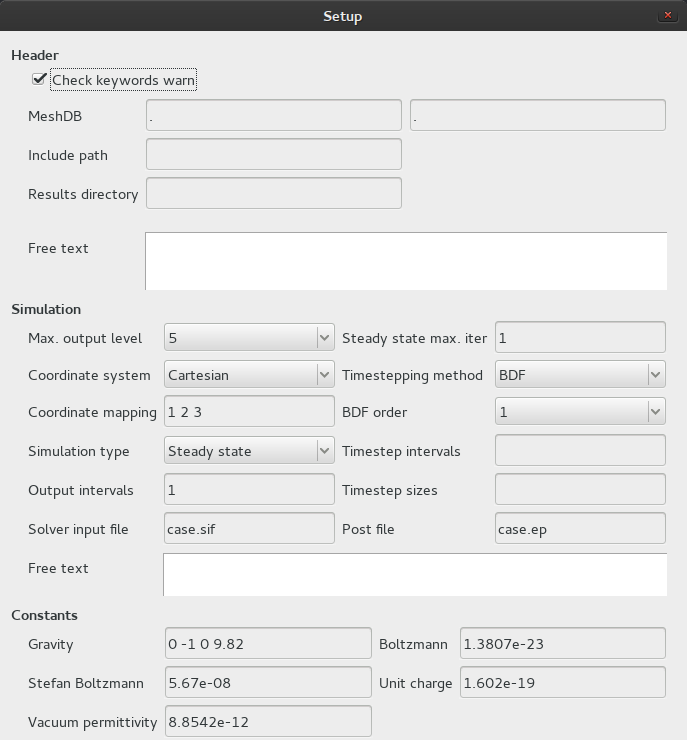 Setup
Header
Check keywords warn
MeshDB . .
Include path
Results directory
Free text
Simulation
Max. output level 5 Steady state max. iter 1
Coordinate system Cartesian Timestepping method BDF
Coordinate mapping 1 2 3 BDF order 1
Simulation type Steady state Timestep intervals
Output intervals 1 Timestep sizes
Solver input file case.sif Post file case.ep
Free text
Constants
Gravity 0 -1 0 9.82 Boltzmann 1.3807e-23
Stefan Boltzmann 5.67e-08 Unit charge 1.602e-19
Vacuum permittivity 8.8542e-12